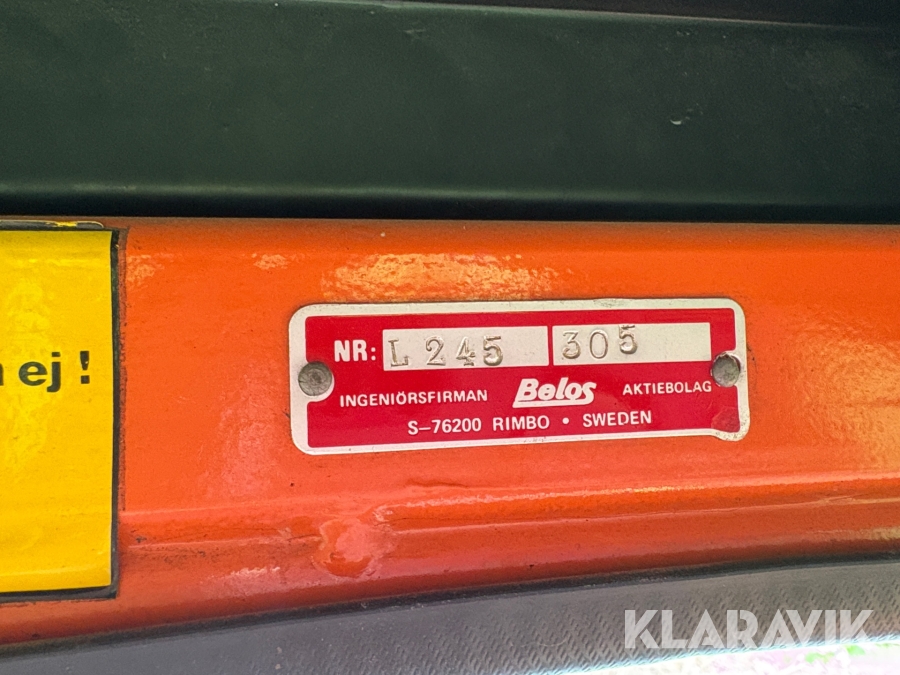 ej !
NR: L 245 305
INGENIÖRSFIRMAN Belos AKTIEBOLAG
S-76200 RIMBO • SWEDEN
KLARAVIK